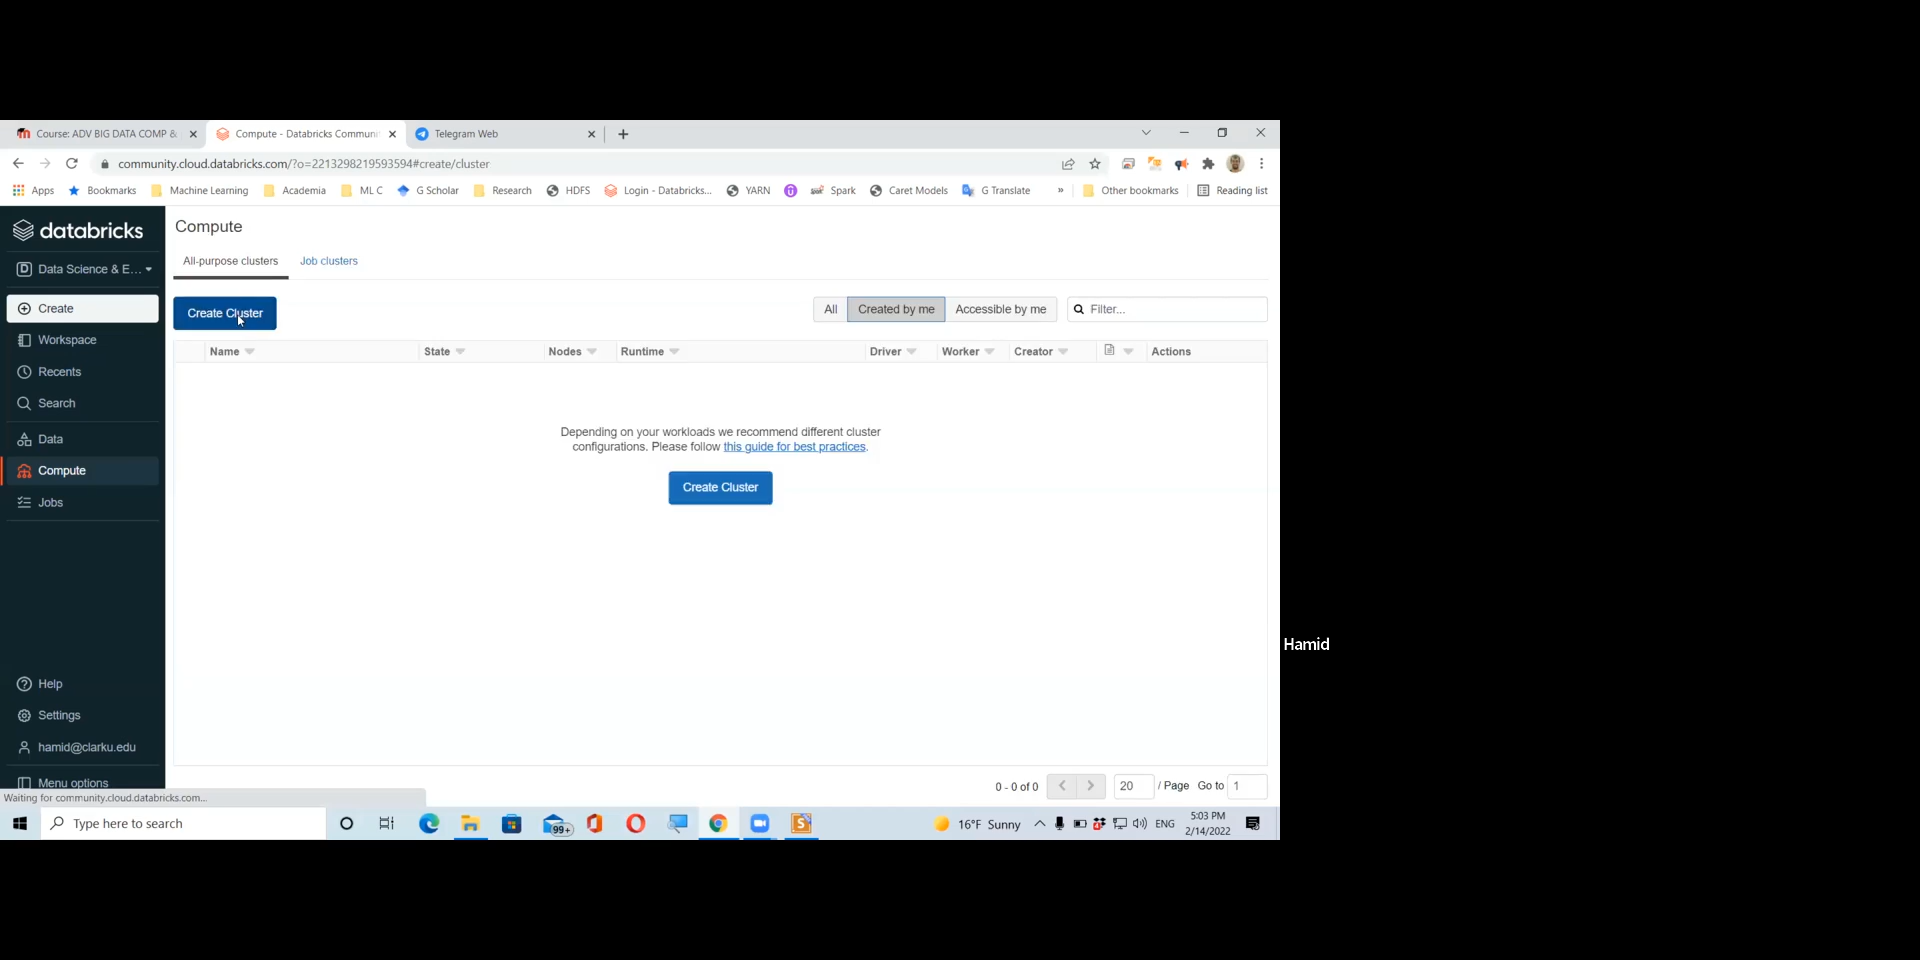 Course: ADV BIG DATA COMP &
Compute - Databricks Commun
Telegram Web
community.cloud.databricks.com/?o=2213298219593594#create/cluster
Apps
Bookmarks
Machine Learning
Academia
ML C
G Scholar
Research
HDFS
Login - Databricks...
YARN
Spark
Caret Models
G Translate
»
Other bookmarks
Reading list
databricks
Data Science & E...
Create
Workspace
Recents
Search
Data
Compute
Jobs
Help
Settings
hamid@clarku.edu
Menu options
Compute
All-purpose clusters
Job clusters
Create Cluster
All
Created by me
Accessible by me
Filter...
Name
State
Nodes
Runtime
Driver
Worker
Creator
Actions
Depending on your workloads we recommend different cluster
configurations. Please follow this guide for best practices.
Create Cluster
0 - 0 of 0
20
/ Page
Go to
1
Waiting for community.cloud.databricks.com...
Type here to search
99+
16°F Sunny
ENG
5:03 PM
2/14/2022
Hamid